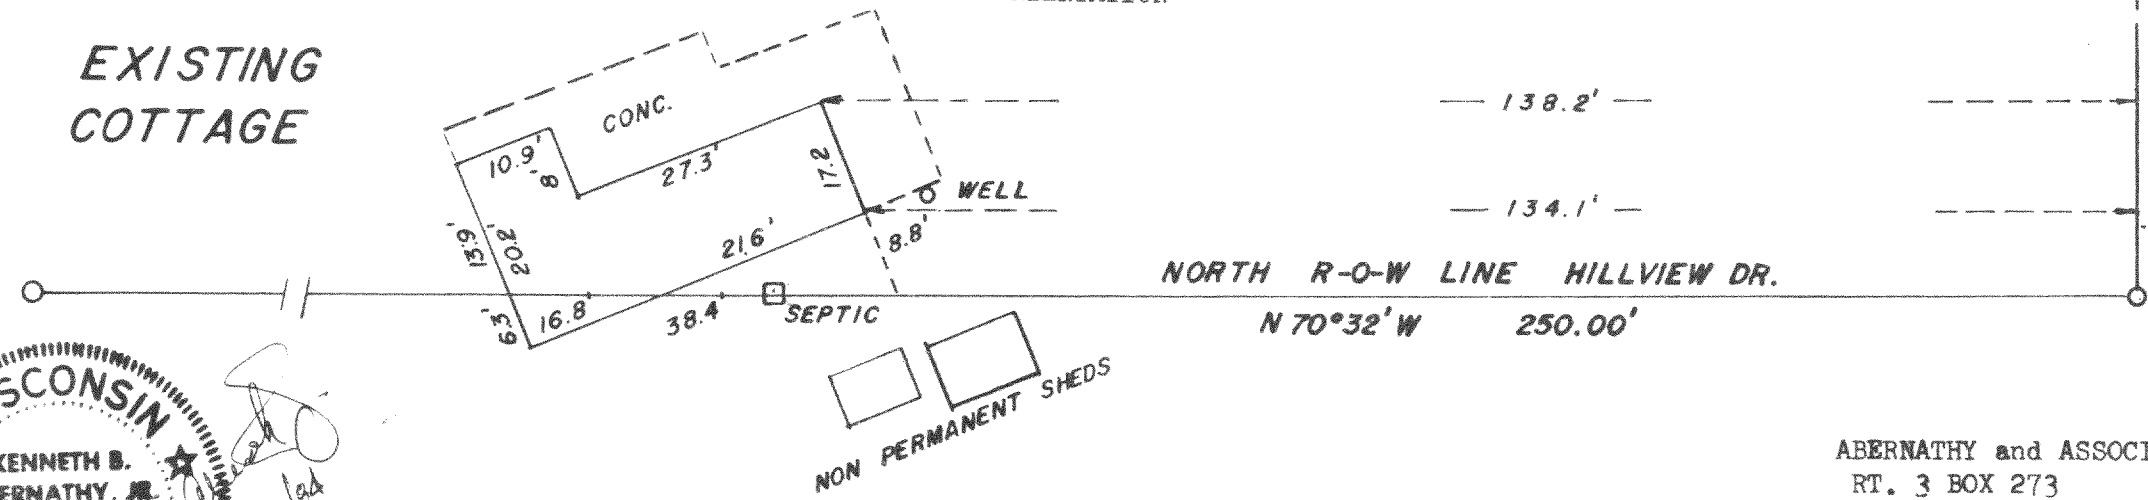 EXISTING
COTTAGE
CONC.
10.9'
8'
27.3'
17.2
138.2'
WELL
134.1'
13.9'
20.2'
21.6'
8.8'
NORTH R-O-W LINE HILLVIEW DR.
6.3'
16.8
38.4
SEPTIC
N 70°32' W 250.00'
NON PERMANENT SHEDS
SCONSIN
KENNETH B.
ERNATHY, JR.
ABERNATHY and ASSOCI
RT. 3 BOX 273